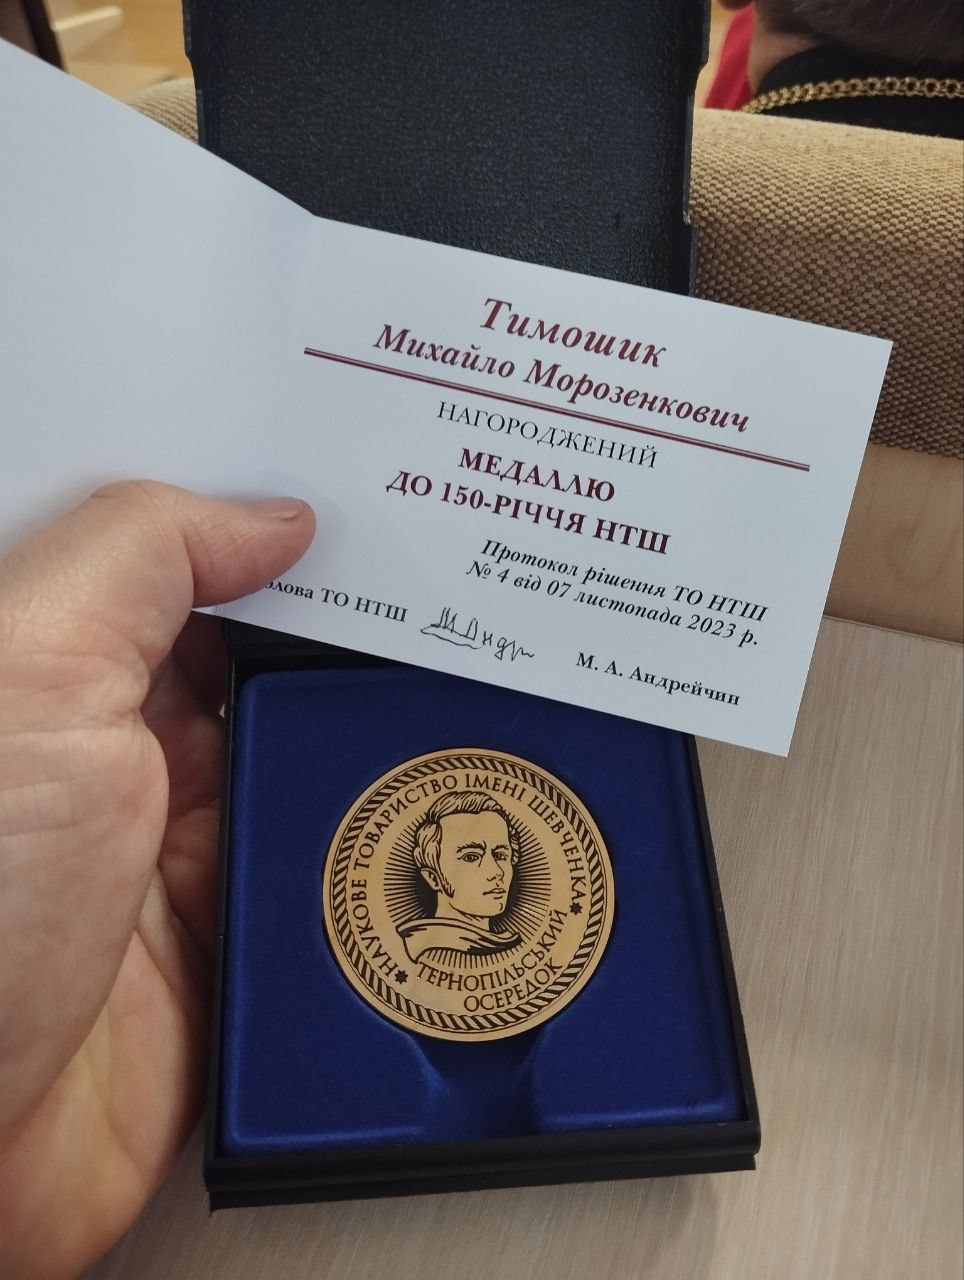 Тимошик
Михайло Морозенкович
НАГОРОДЖЕНИЙ
МЕДАЛЛЮ
ДО 150-РІЧЧЯ НТШ
Протокол рішення ТО НТШ
№ 4 від 07 листопада 2023 р.
ТО НТШ
М. А. Андрейчин
НАУКОВЕ ТОВАРИСТВО ІМЕНІ ШЕВЧЕНКА
ТЕРНОПІЛЬСЬКИЙ
ОСЕРЕДОК